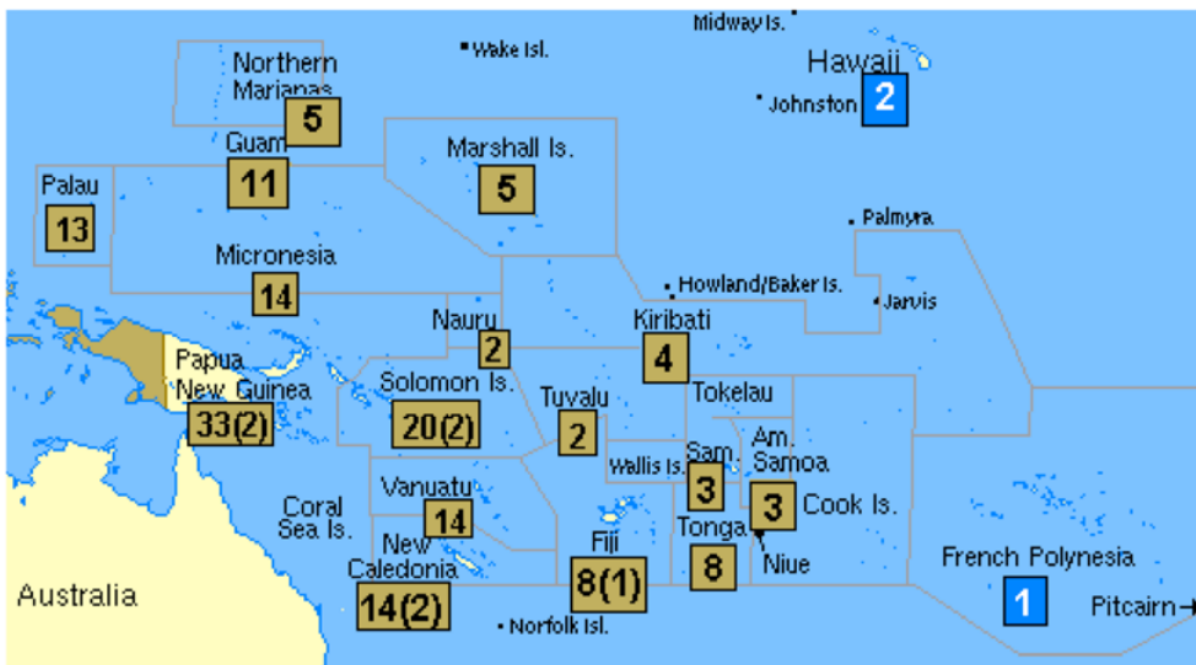 Midway Is.
Wake Isl.
Hawaii
Johnston
2
Northern
Marianas
5
Guam
11
Marshall Is.
5
Palau
13
Palmyra
Micronesia
14
Howland/Baker Is.
Jarvis
Nauru
2
Kiribati
4
Papua
New Guinea
33(2)
Solomon Is.
20(2)
Tuvalu
2
Tokelau
Wallis Is.
Sam.
3
Am.
Samoa
3
Cook Is.
Vanuatu
14
Coral
Sea Is.
New
Caledonia
14(2)
Fiji
8(1)
Tonga
8
Niue
French Polynesia
1
Pitcairn
Australia
Norfolk Isl.